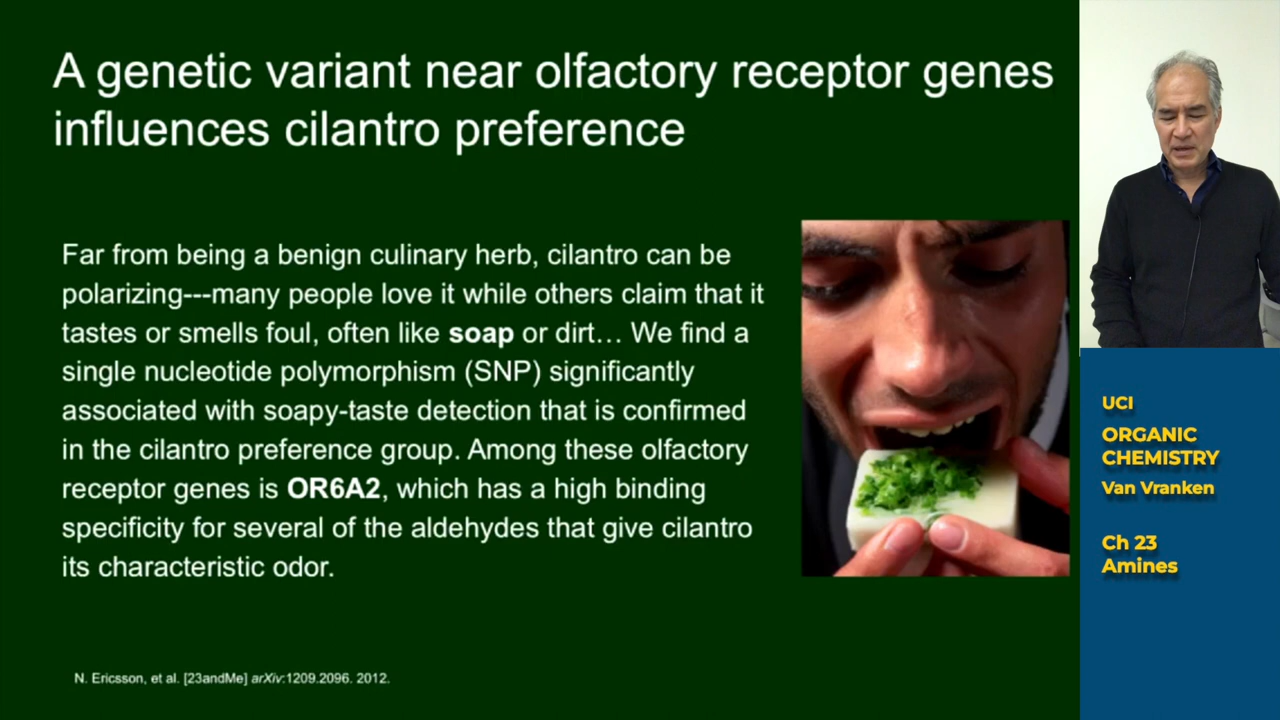 A genetic variant near olfactory receptor genes
influences cilantro preference
Far from being a benign culinary herb, cilantro can be
polarizing---many people love it while others claim that it
tastes or smells foul, often like soap or dirt… We find a
single nucleotide polymorphism (SNP) significantly
associated with soapy-taste detection that is confirmed
in the cilantro preference group. Among these olfactory
receptor genes is OR6A2, which has a high binding
specificity for several of the aldehydes that give cilantro
its characteristic odor.
N. Ericsson, et al. [23andMe] arXiv:1209.2096. 2012.
UCI
ORGANIC
CHEMISTRY
Van Vranken
Ch 23
Amines